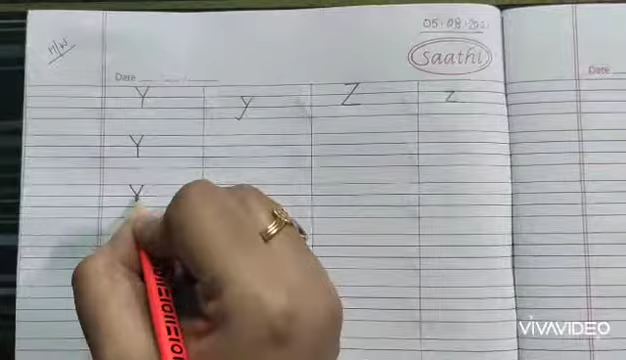 05.08.2021
H/W
Saathi
Date Date
Y y Z z
Y
Y
VIVAVIDEO